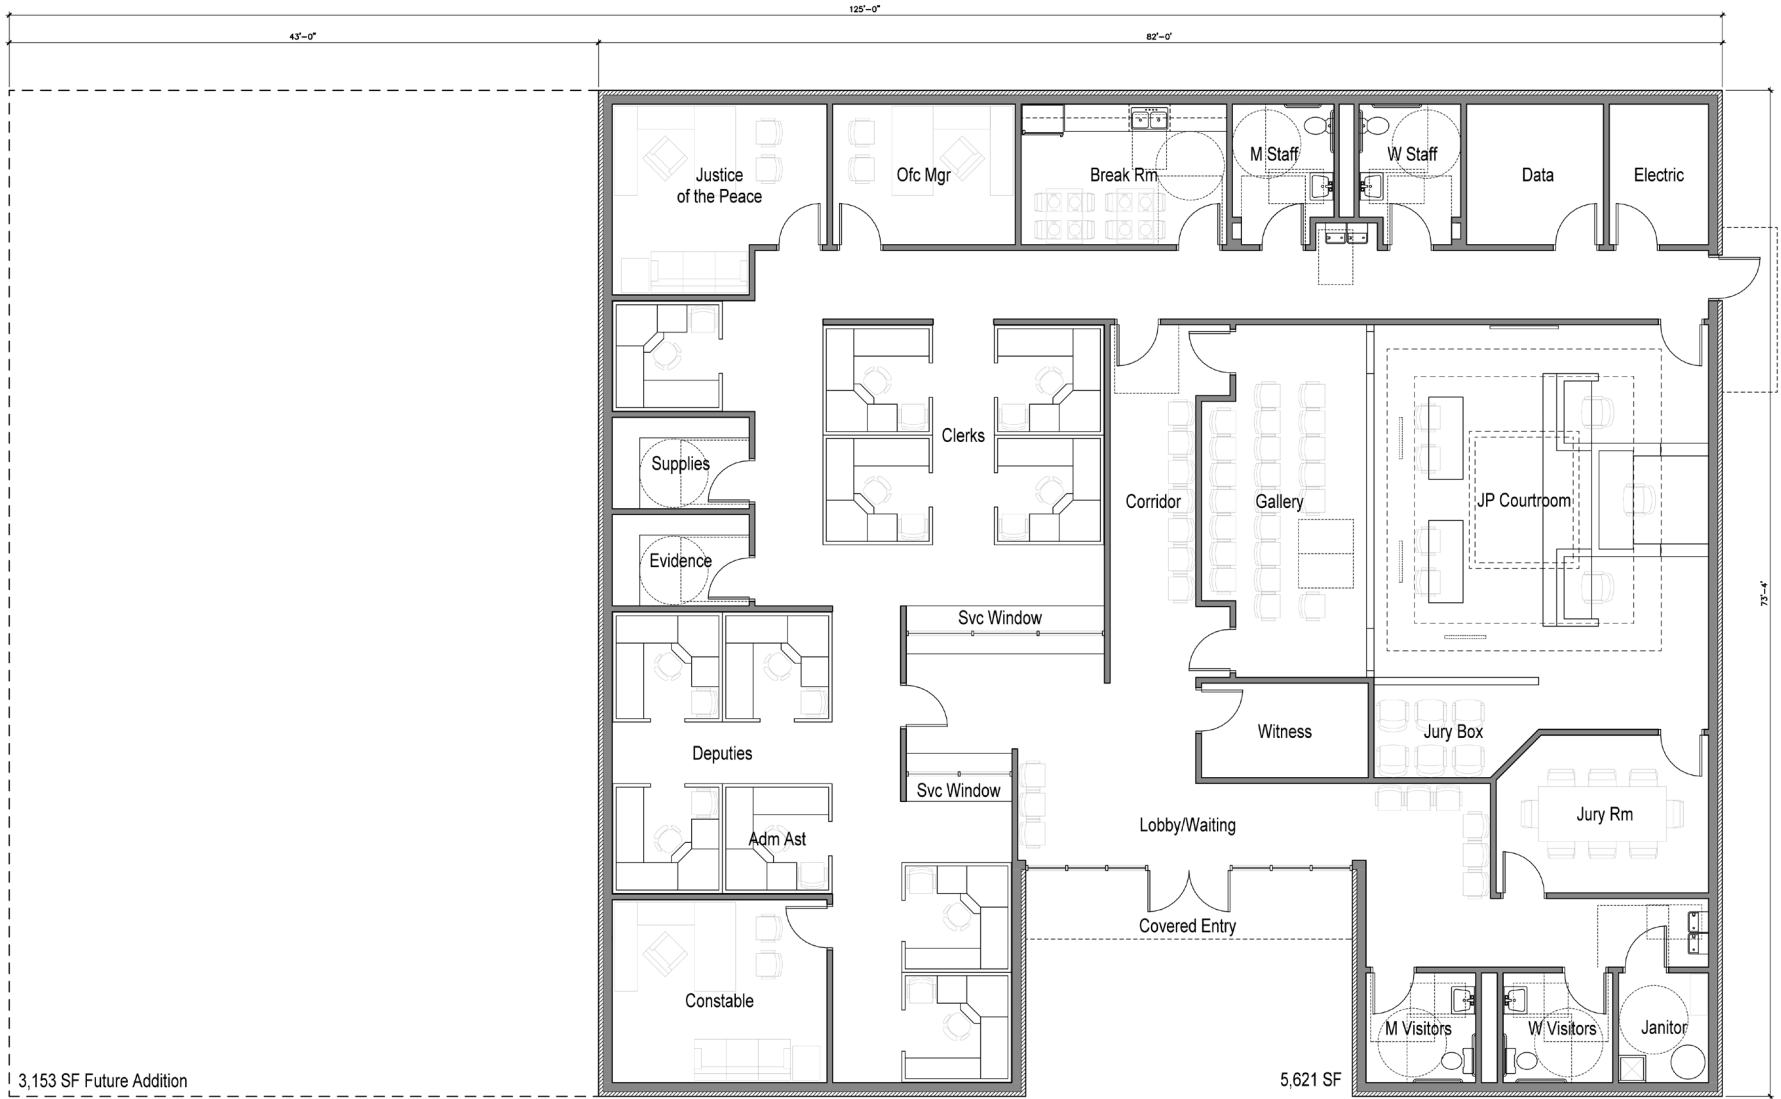 125'-0"
43'-0"
82'-0'
Justice
of the Peace
Ofc Mgr
Break Rm
M Staff
W Staff
Data
Electric
Clerks
Supplies
Corridor
Gallery
JP Courtroom
Evidence
73'-4'
Svc Window
Witness
Jury Box
Deputies
Svc Window
Adm Ast
Lobby/Waiting
Jury Rm
Covered Entry
Constable
M Visitors
W Visitors
Janitor
3,153 SF Future Addition
5,621 SF